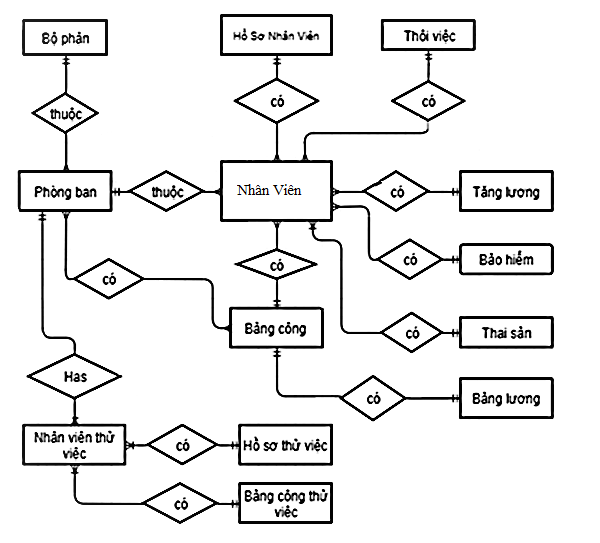 Bộ phận
Hồ Sơ Nhân Viên
Thôi việc
thuộc
có
có
Phòng ban
thuộc
Nhân Viên
có
Tăng lương
có
có
có
Bảo hiểm
Bảng công
có
Thai sản
Has
có
Bảng lương
Nhân viên thử
việc
có
Hồ sơ thử việc
có
Bảng công thử
việc